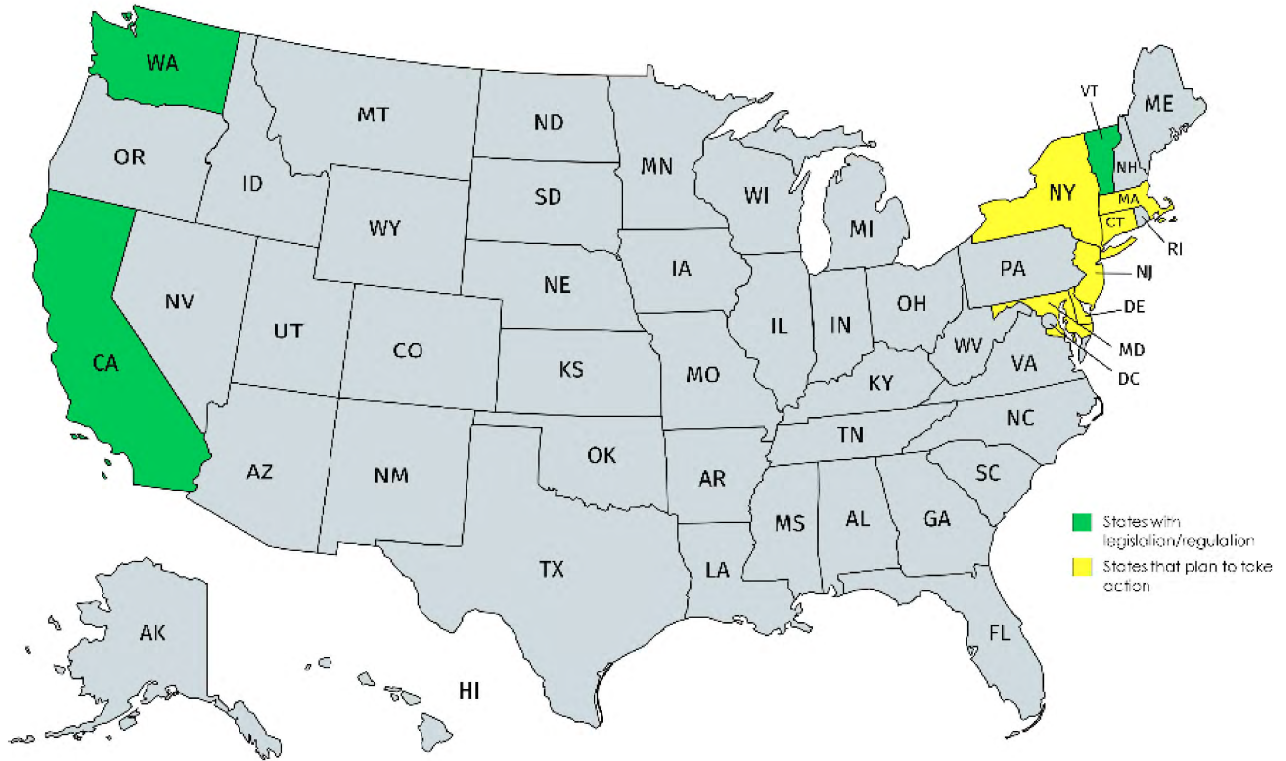 WA
VT
ME
MT
ND
OR
MN
NH
ID
SD
WI
NY
MA
WY
MI
CT
RI
IA
PA
NJ
NE
NV
OH
DE
UT
IL
IN
CO
WV
MD
CA
KS
MO
VA
DC
KY
NC
TN
OK
AZ
NM
AR
SC
MS
AL
GA
States with
legislation/regulation
TX
LA
States that plan to take
action
AK
FL
HI